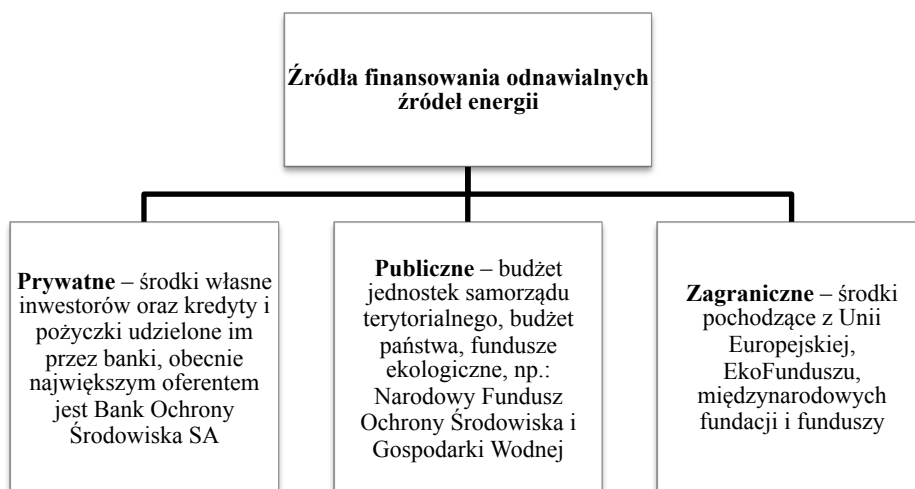 Źródła finansowania odnawialnych
źródeł energii
Prywatne – środki własne
inwestorów oraz kredyty i
pożyczki udzielone im
przez banki, obecnie
największym oferentem
jest Bank Ochrony
Środowiska SA
Publiczne – budżet
jednostek samorządu
terytorialnego, budżet
państwa, fundusze
ekologiczne, np.:
Narodowy Fundusz
Ochrony Środowiska i
Gospodarki Wodnej
Zagraniczne – środki
pochodzące z Unii
Europejskiej,
EkoFunduszu,
międzynarodowych
fundacji i funduszy